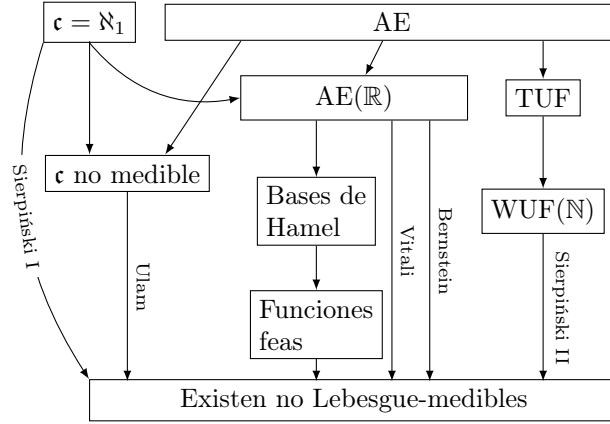 𝔠 = ℵ₁
AE
AE(ℝ)
TUF
𝔠 no medible
Bases de
Hamel
WUF(ℕ)
Sierpiński I
Ulam
Vitali
Bernstein
Sierpiński II
Funciones
feas
Existen no Lebesgue-medibles